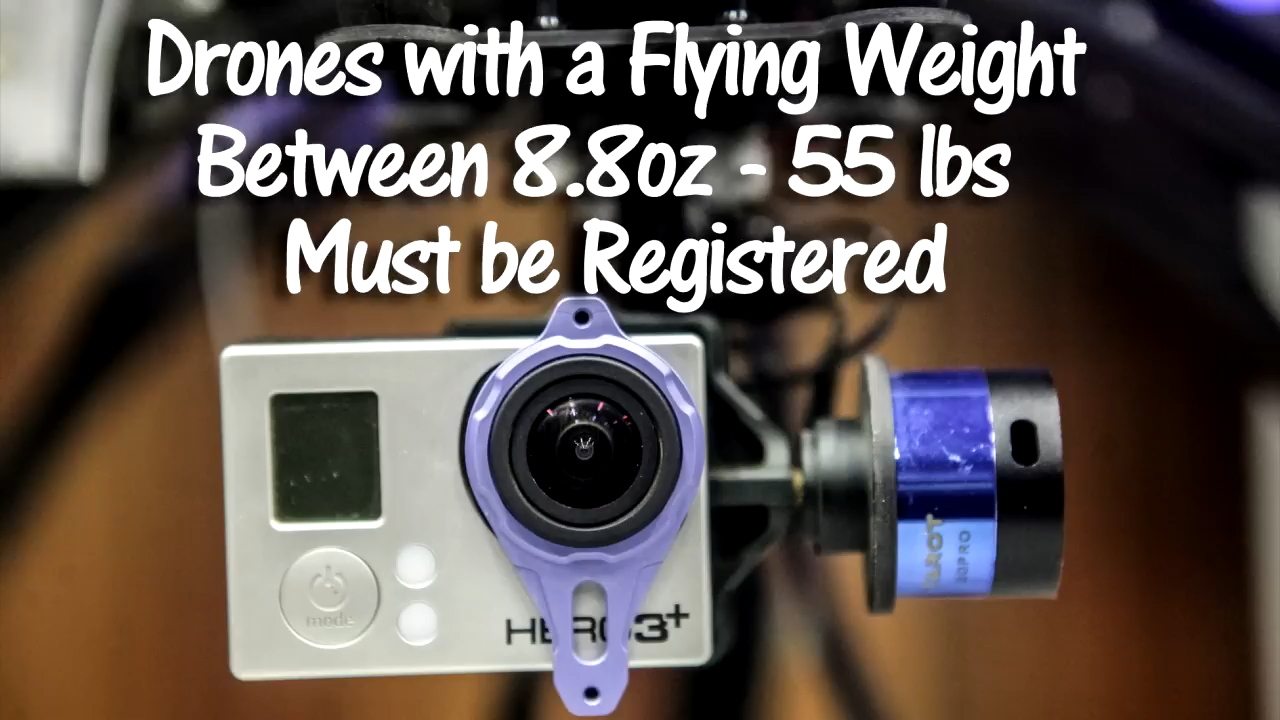 Drones with a Flying Weight
Between 8.8oz - 55 lbs
Must be Registered
mode
HERO3+